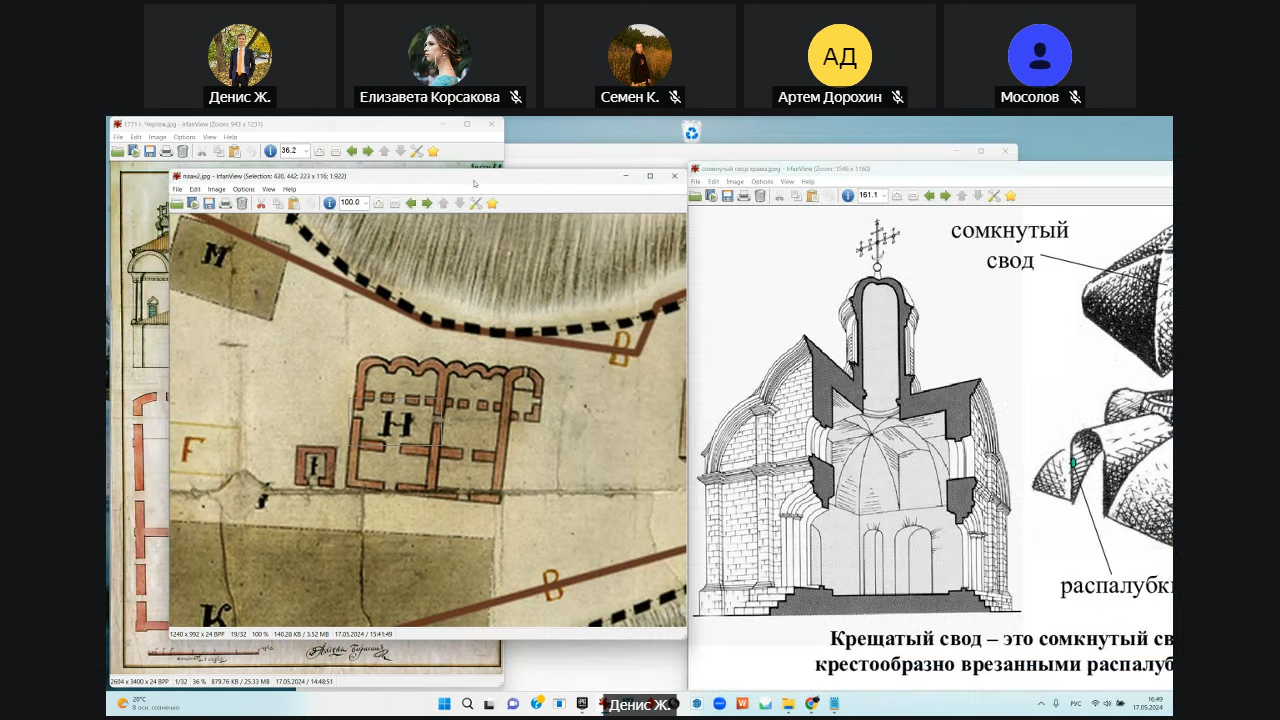 Денис Ж.
Елизавета Корсакова
Семен К.
АД
Артем Дорохин
Мосолов
1771 г. Чертеж.jpg - IrfanView (Zoom: 943 x 1231)
File Edit Image Options View Help
36.2
план2.jpg - IrfanView (Selection: 430, 442; 223 x 116; 1.922)
File Edit Image Options View Help
100.0
сомкнутый свод храма.jpeg - IrfanView (Zoom: 1546 x 1160)
File Edit Image Options View Help
161.1
М
В
Н
F
I
В
К
сомкнутый
свод
распалубк
Крещатый свод – это сомкнутый св
крестообразно врезанными распалуб
1240 x 992 x 24 BPP 19/32 100 % 140.28 KB / 3.52 MB 17.05.2024 / 15:41:49
2604 x 3400 x 24 BPP 1/32 36 % 879.76 KB / 25.33 MB 17.05.2024 / 14:48:51
20°C
В осн. солнечно
Денис Ж.
РУС
16:49
17.05.2024